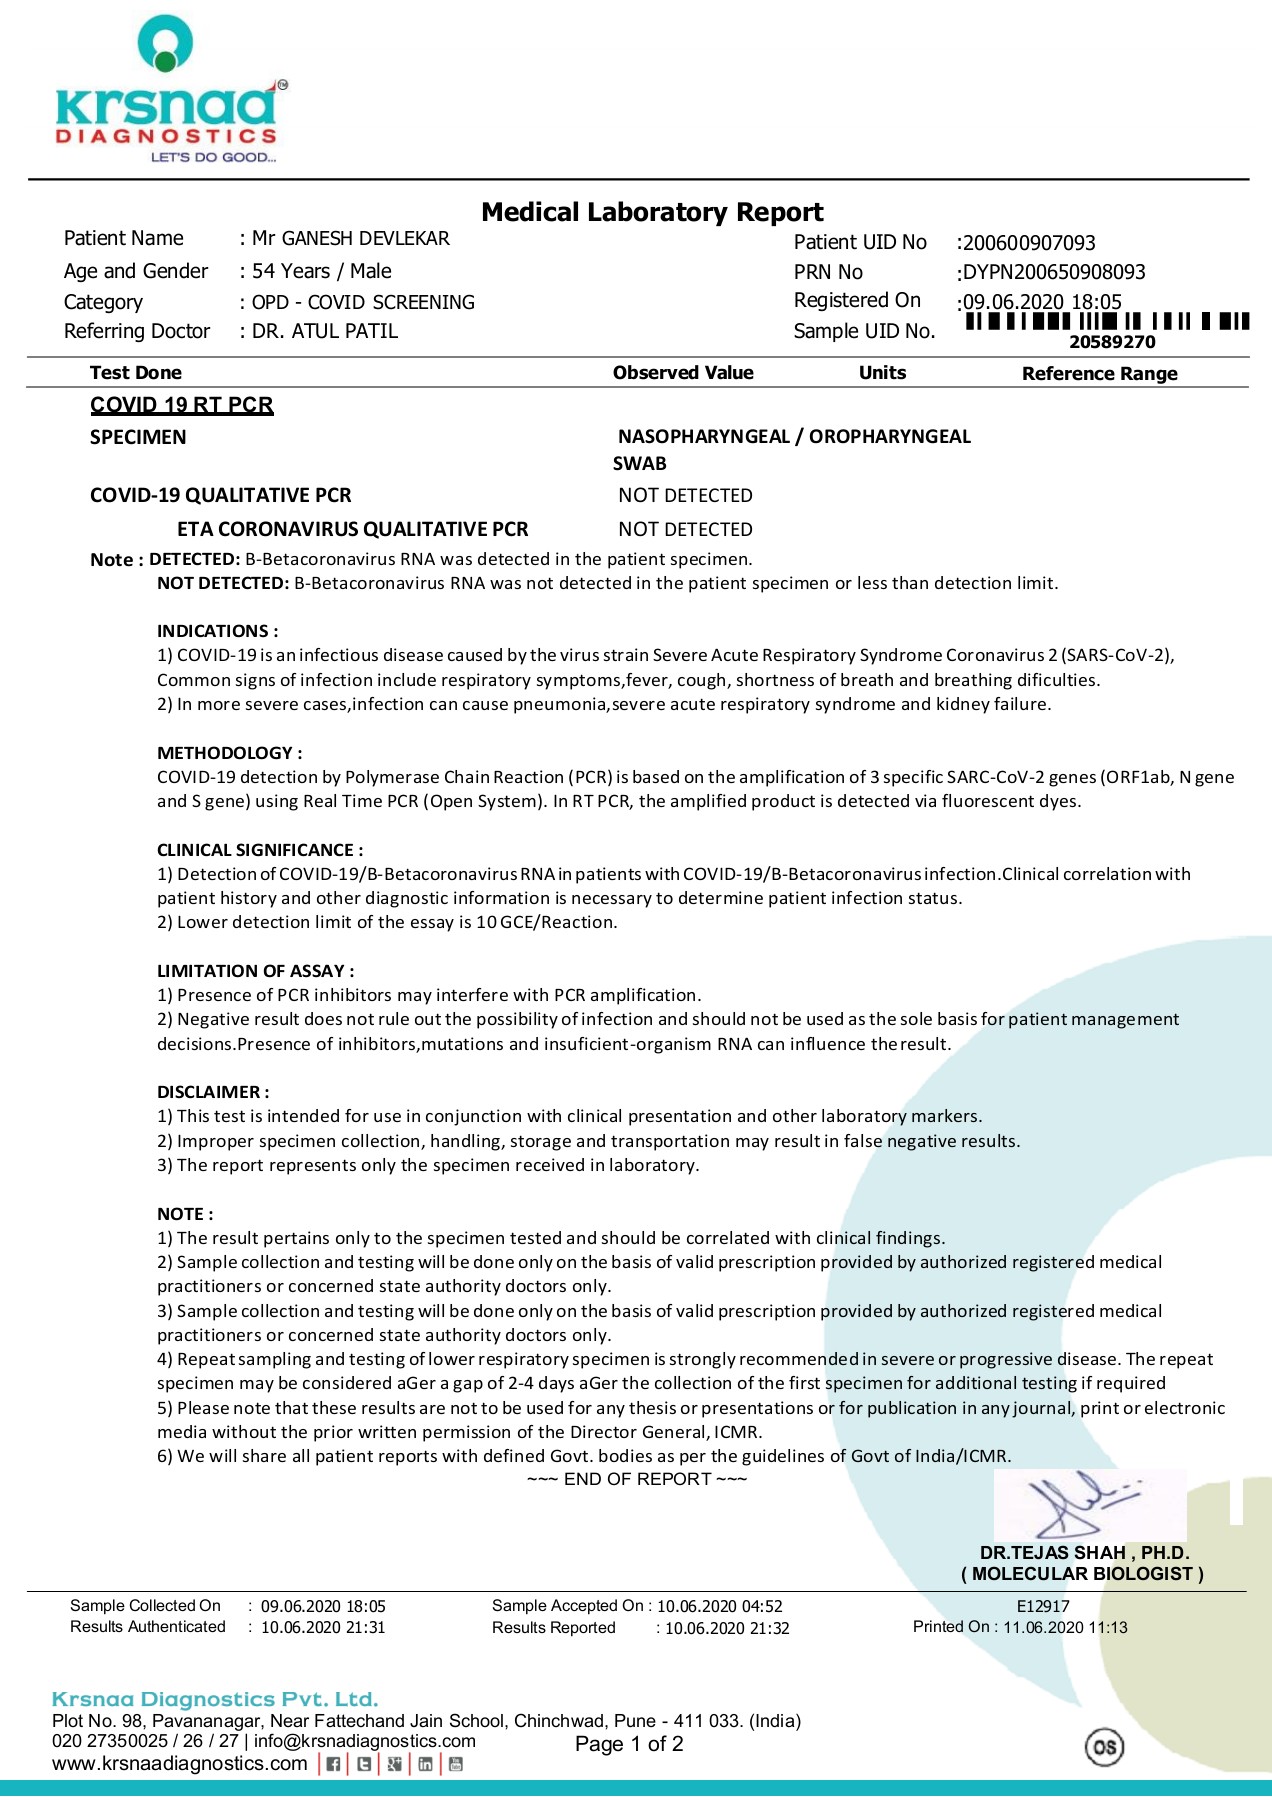 krsnaa TM
DIAGNOSTICS
LET'S DO GOOD...
Medical Laboratory Report
Patient Name : Mr GANESH DEVLEKAR
Patient UID No :200600907093
Age and Gender : 54 Years / Male
PRN No :DYPN200650908093
Category : OPD - COVID SCREENING
Registered On :09.06.2020 18:05
Referring Doctor : DR. ATUL PATIL
Sample UID No.
20589270
Test Done Observed Value Units Reference Range
COVID 19 RT PCR
SPECIMEN NASOPHARYNGEAL / OROPHARYNGEAL
SWAB
COVID-19 QUALITATIVE PCR NOT DETECTED
ETA CORONAVIRUS QUALITATIVE PCR NOT DETECTED
Note : DETECTED: B-Betacoronavirus RNA was detected in the patient specimen.
NOT DETECTED: B-Betacoronavirus RNA was not detected in the patient specimen or less than detection limit.
INDICATIONS :
1) COVID-19 is an infectious disease caused by the virus strain Severe Acute Respiratory Syndrome Coronavirus 2 (SARS-CoV-2),
Common signs of infection include respiratory symptoms,fever, cough, shortness of breath and breathing dificulties.
2) In more severe cases,infection can cause pneumonia,severe acute respiratory syndrome and kidney failure.
METHODOLOGY :
COVID-19 detection by Polymerase Chain Reaction (PCR) is based on the amplification of 3 specific SARC-CoV-2 genes (ORF1ab, N gene
and S gene) using Real Time PCR (Open System). In RT PCR, the amplified product is detected via fluorescent dyes.
CLINICAL SIGNIFICANCE :
1) Detection of COVID-19/B-Betacoronavirus RNA in patients with COVID-19/B-Betacoronavirus infection.Clinical correlation with
patient history and other diagnostic information is necessary to determine patient infection status.
2) Lower detection limit of the essay is 10 GCE/Reaction.
LIMITATION OF ASSAY :
1) Presence of PCR inhibitors may interfere with PCR amplification.
2) Negative result does not rule out the possibility of infection and should not be used as the sole basis for patient management
decisions.Presence of inhibitors,mutations and insuficient-organism RNA can influence the result.
DISCLAIMER :
1) This test is intended for use in conjunction with clinical presentation and other laboratory markers.
2) Improper specimen collection, handling, storage and transportation may result in false negative results.
3) The report represents only the specimen received in laboratory.
NOTE :
1) The result pertains only to the specimen tested and should be correlated with clinical findings.
2) Sample collection and testing will be done only on the basis of valid prescription provided by authorized registered medical
practitioners or concerned state authority doctors only.
3) Sample collection and testing will be done only on the basis of valid prescription provided by authorized registered medical
practitioners or concerned state authority doctors only.
4) Repeat sampling and testing of lower respiratory specimen is strongly recommended in severe or progressive disease. The repeat
specimen may be considered aGer a gap of 2-4 days aGer the collection of the first specimen for additional testing if required
5) Please note that these results are not to be used for any thesis or presentations or for publication in any journal, print or electronic
media without the prior written permission of the Director General, ICMR.
6) We will share all patient reports with defined Govt. bodies as per the guidelines of Govt of India/ICMR.
~~~ END OF REPORT ~~~
DR.TEJAS SHAH , PH.D.
( MOLECULAR BIOLOGIST )
Sample Collected On : 09.06.2020 18:05 Sample Accepted On : 10.06.2020 04:52 E12917
Results Authenticated : 10.06.2020 21:31 Results Reported : 10.06.2020 21:32 Printed On : 11.06.2020 11:13
Krsnaa Diagnostics Pvt. Ltd.
Plot No. 98, Pavananagar, Near Fattechand Jain School, Chinchwad, Pune - 411 033. (India)
020 27350025 / 26 / 27 | info@krsnadiagnostics.com
Page 1 of 2
www.krsnaadiagnostics.com
OS